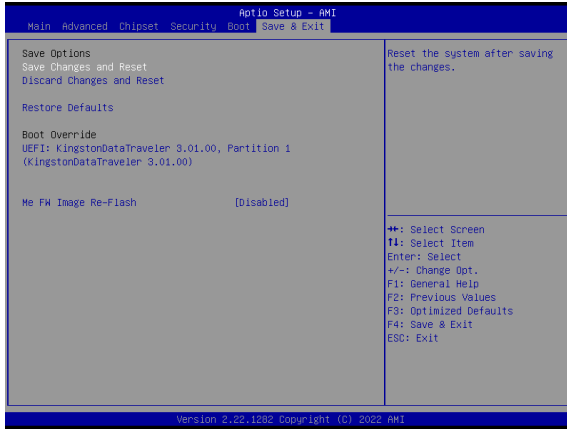 Aptio Setup - AMI
Main Advanced Chipset Security Boot Save & Exit
Save Options
Save Changes and Reset
Discard Changes and Reset
Restore Defaults
Boot Override
UEFI: KingstonDataTraveler 3.01.00, Partition 1
(KingstonDataTraveler 3.01.00)
Me FW Image Re-Flash [Disabled]
Reset the system after saving
the changes.
→←: Select Screen
↑↓: Select Item
Enter: Select
+/-: Change Opt.
F1: General Help
F2: Previous Values
F3: Optimized Defaults
F4: Save & Exit
ESC: Exit
Version 2.22.1282 Copyright (C) 2022 AMI